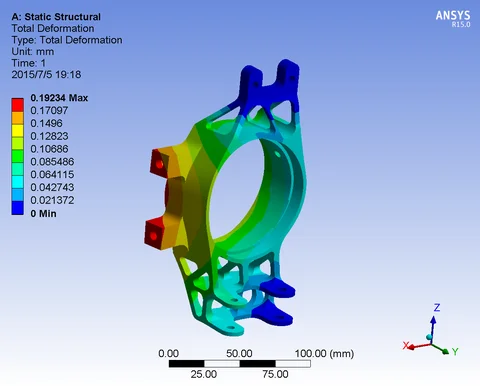 A: Static Structural
Total Deformation
Type: Total Deformation
Unit: mm
Time: 1
2015/7/5 19:18
ANSYS
R15.0
0.19234 Max
0.17097
0.1496
0.12823
0.10686
0.085486
0.064115
0.042743
0.021372
0 Min
Z
X
Y
0.00 50.00 100.00 (mm)
25.00 75.00